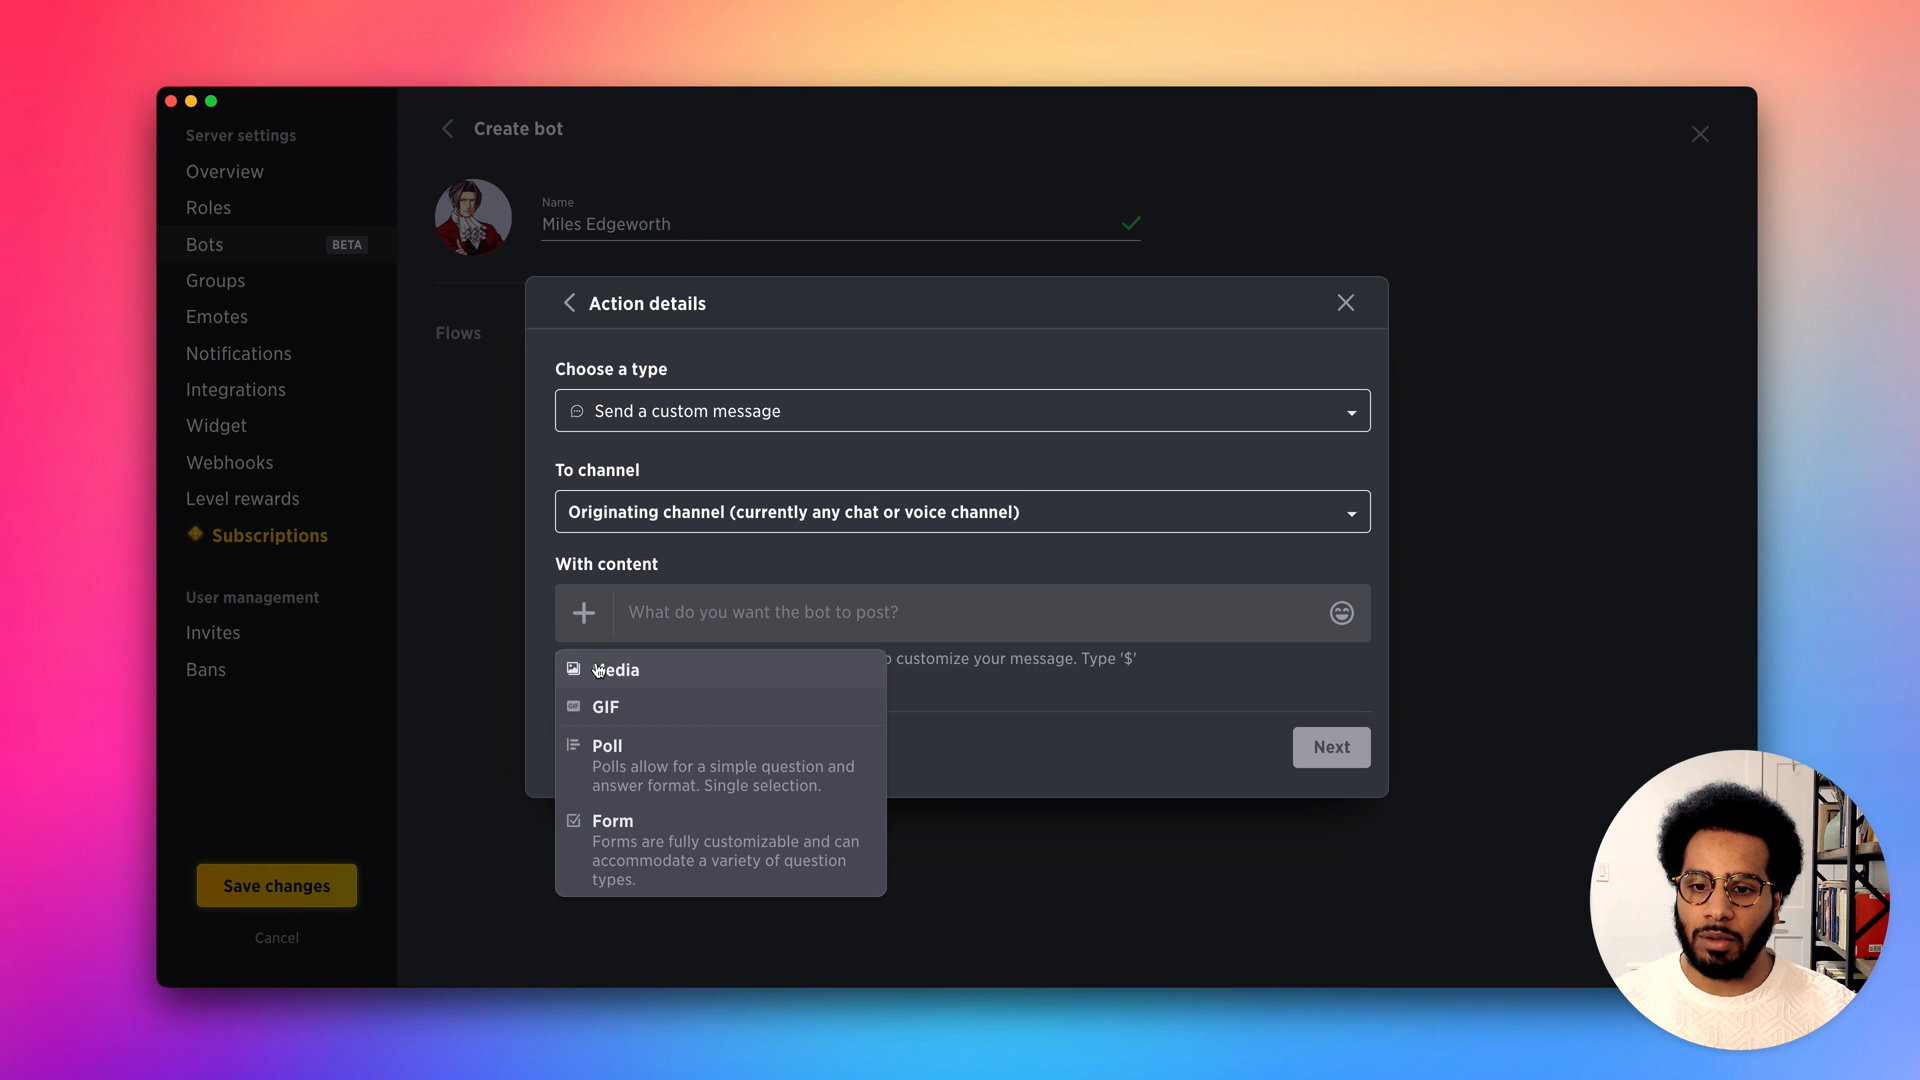 Server settings
Overview
Roles
Bots BETA
Groups
Emotes
Notifications
Integrations
Widget
Webhooks
Level rewards
Subscriptions
User management
Invites
Bans
Save changes
Cancel
Create bot
Name
Miles Edgeworth
Flows
Action details
Choose a type
Send a custom message
To channel
Originating channel (currently any chat or voice channel)
With content
What do you want the bot to post?
customize your message. Type '$'
Media
GIF
Poll
Polls allow for a simple question and
answer format. Single selection.
Form
Forms are fully customizable and can
accommodate a variety of question
types.
Next